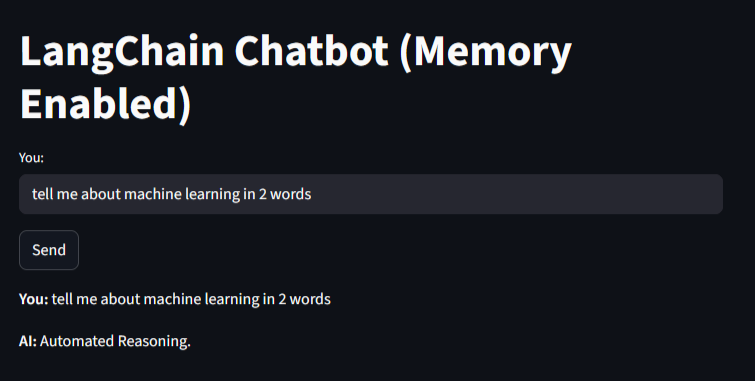 LangChain Chatbot (Memory
Enabled)
You:
tell me about machine learning in 2 words
Send
You: tell me about machine learning in 2 words
AI: Automated Reasoning.